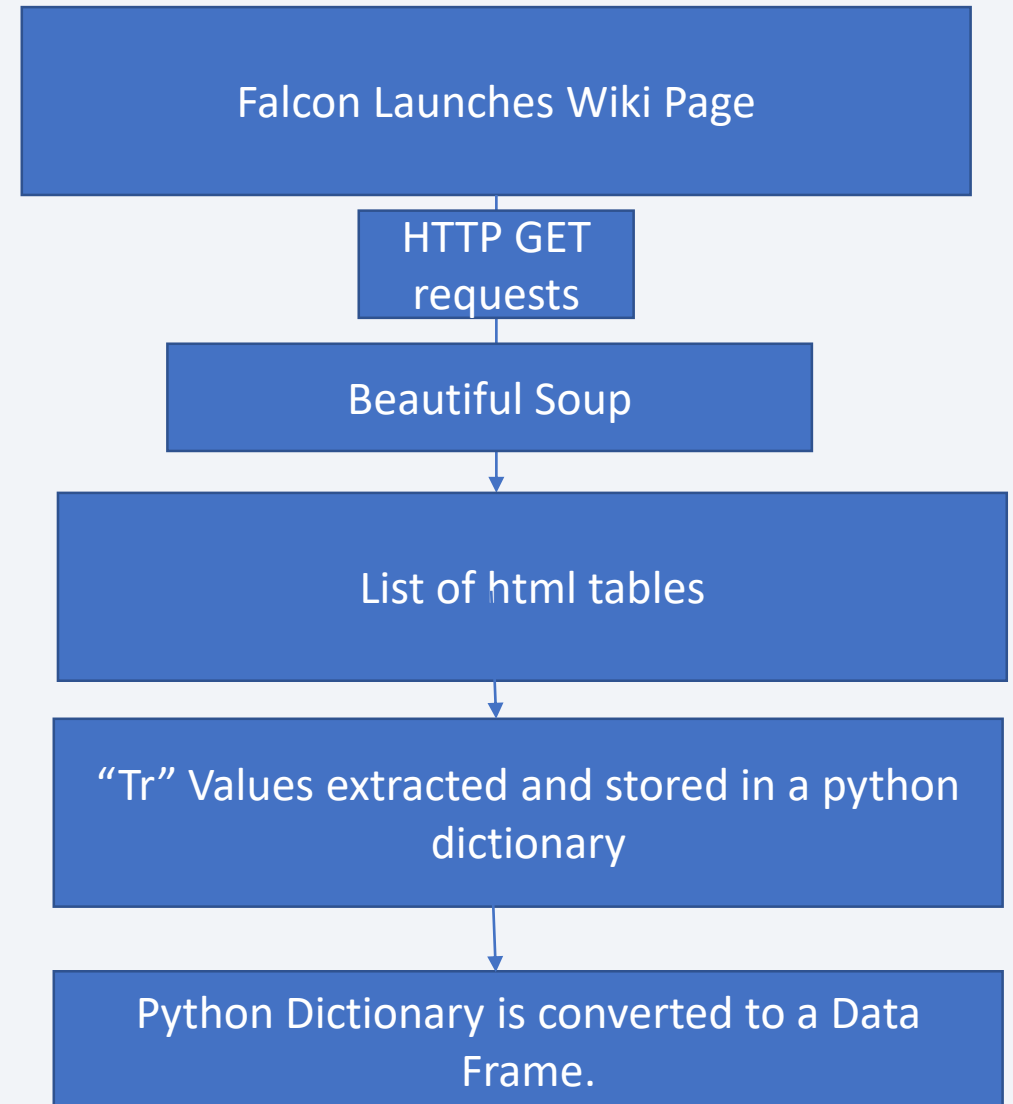 Falcon Launches Wiki Page
HTTP GET
requests
Beautiful Soup
List of html tables
“Tr” Values extracted and stored in a python
dictionary
Python Dictionary is converted to a Data
Frame.